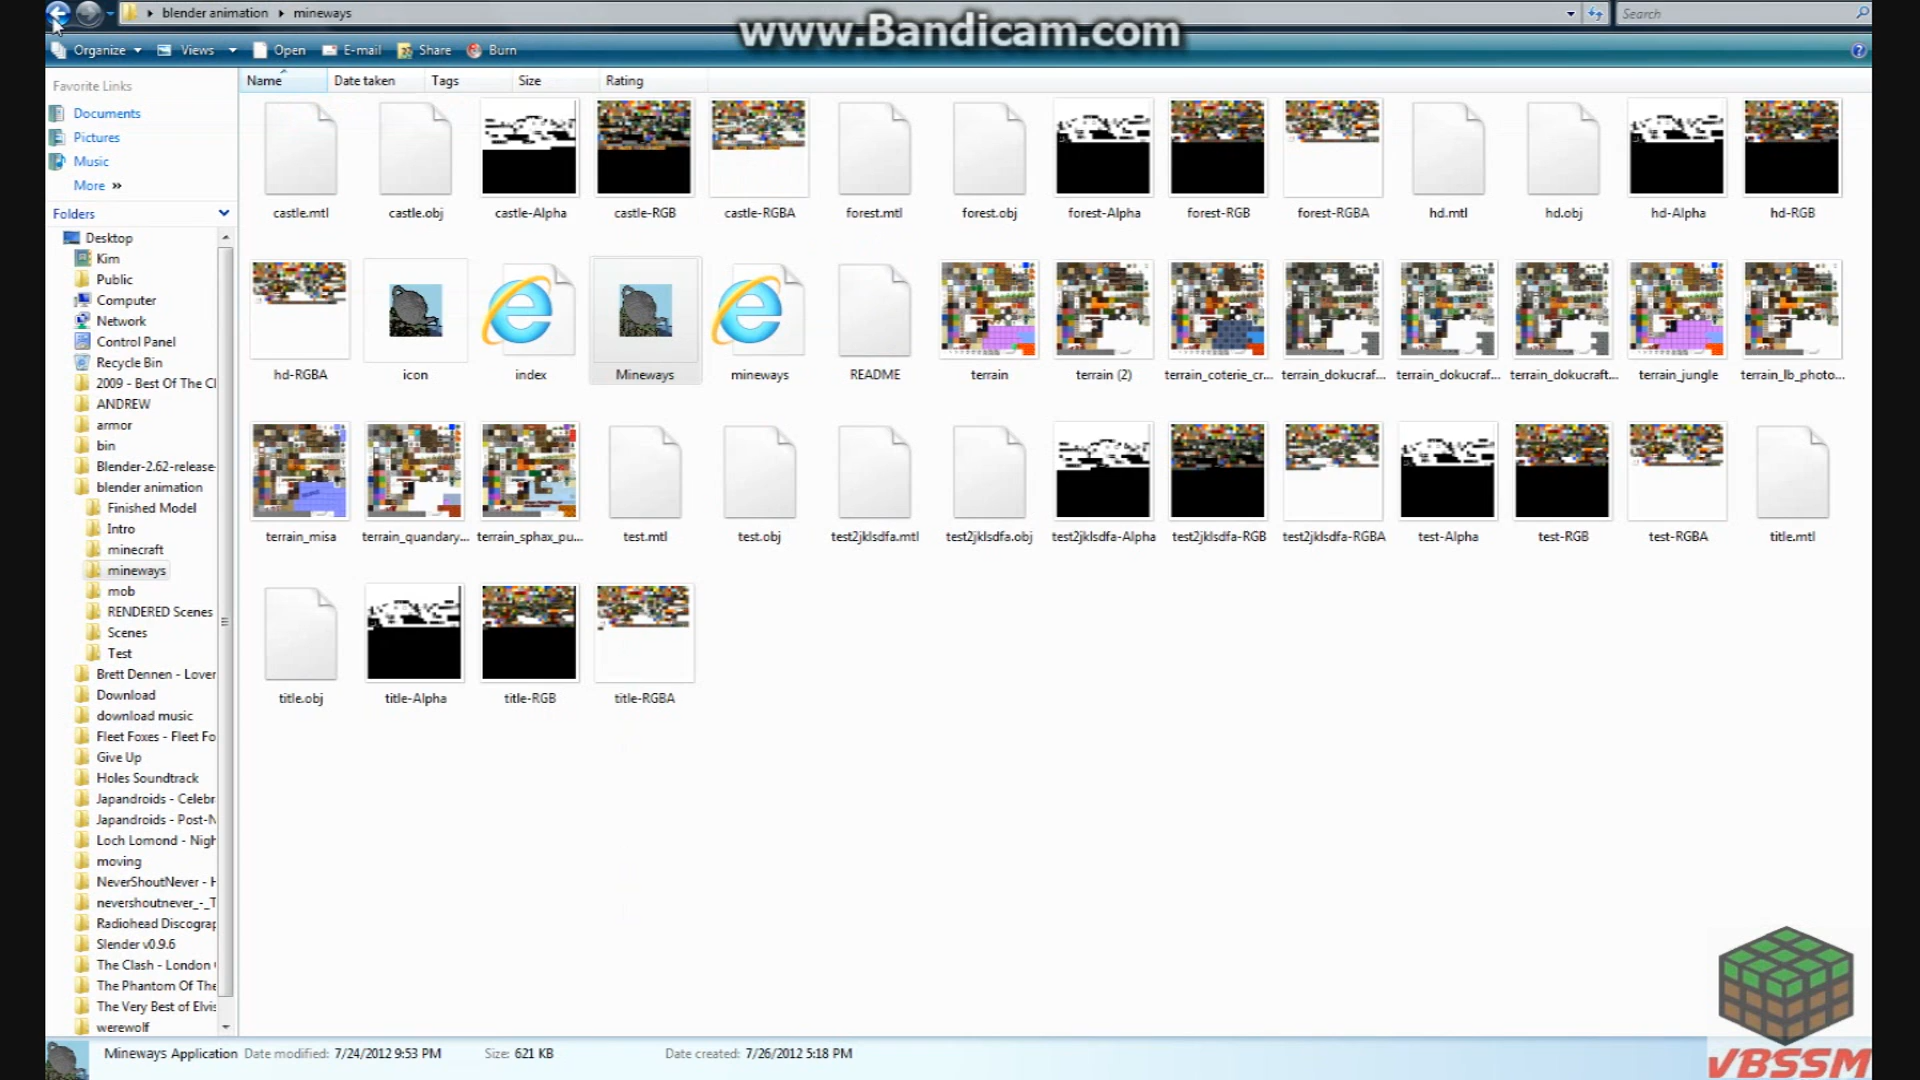 blender animation ▸ mineways
Search
www.Bandicam.com
Organize Views Open E-mail Share Burn
Favorite Links
Documents
Pictures
Music
More »
Folders
Desktop
Kim
Public
Computer
Network
Control Panel
Recycle Bin
2009 - Best Of The Cl
ANDREW
armor
bin
Blender-2.62-release-
blender animation
Finished Model
Intro
minecraft
mineways
mob
RENDERED Scenes
Scenes
Test
Brett Dennen - Lover
Download
download music
Fleet Foxes - Fleet Fo
Give Up
Holes Soundtrack
Japandroids - Celebr
Japandroids - Post-N
Loch Lomond - Nigh
moving
NeverShoutNever - H
nevershoutnever_-_T
Radiohead Discograp
Slender v0.9.6
The Clash - London
The Phantom Of The
The Very Best of Elvis
werewolf
Name Date taken Tags Size Rating
castle.mtl castle.obj castle-Alpha castle-RGB castle-RGBA forest.mtl forest.obj forest-Alpha forest-RGB forest-RGBA hd.mtl hd.obj hd-Alpha hd-RGB
hd-RGBA icon index Mineways mineways README terrain terrain (2) terrain_coterie_cr... terrain_dokucraf... terrain_dokucraf... terrain_dokucraft... terrain_jungle terrain_lb_photo...
terrain_misa terrain_quandary... terrain_sphax_pu... test.mtl test.obj test2jklsdfa.mtl test2jklsdfa.obj test2jklsdfa-Alpha test2jklsdfa-RGB test2jklsdfa-RGBA test-Alpha test-RGB test-RGBA title.mtl
title.obj title-Alpha title-RGB title-RGBA
Mineways Application Date modified: 7/24/2012 9:53 PM Size: 621 KB Date created: 7/26/2012 5:18 PM
VBSSM